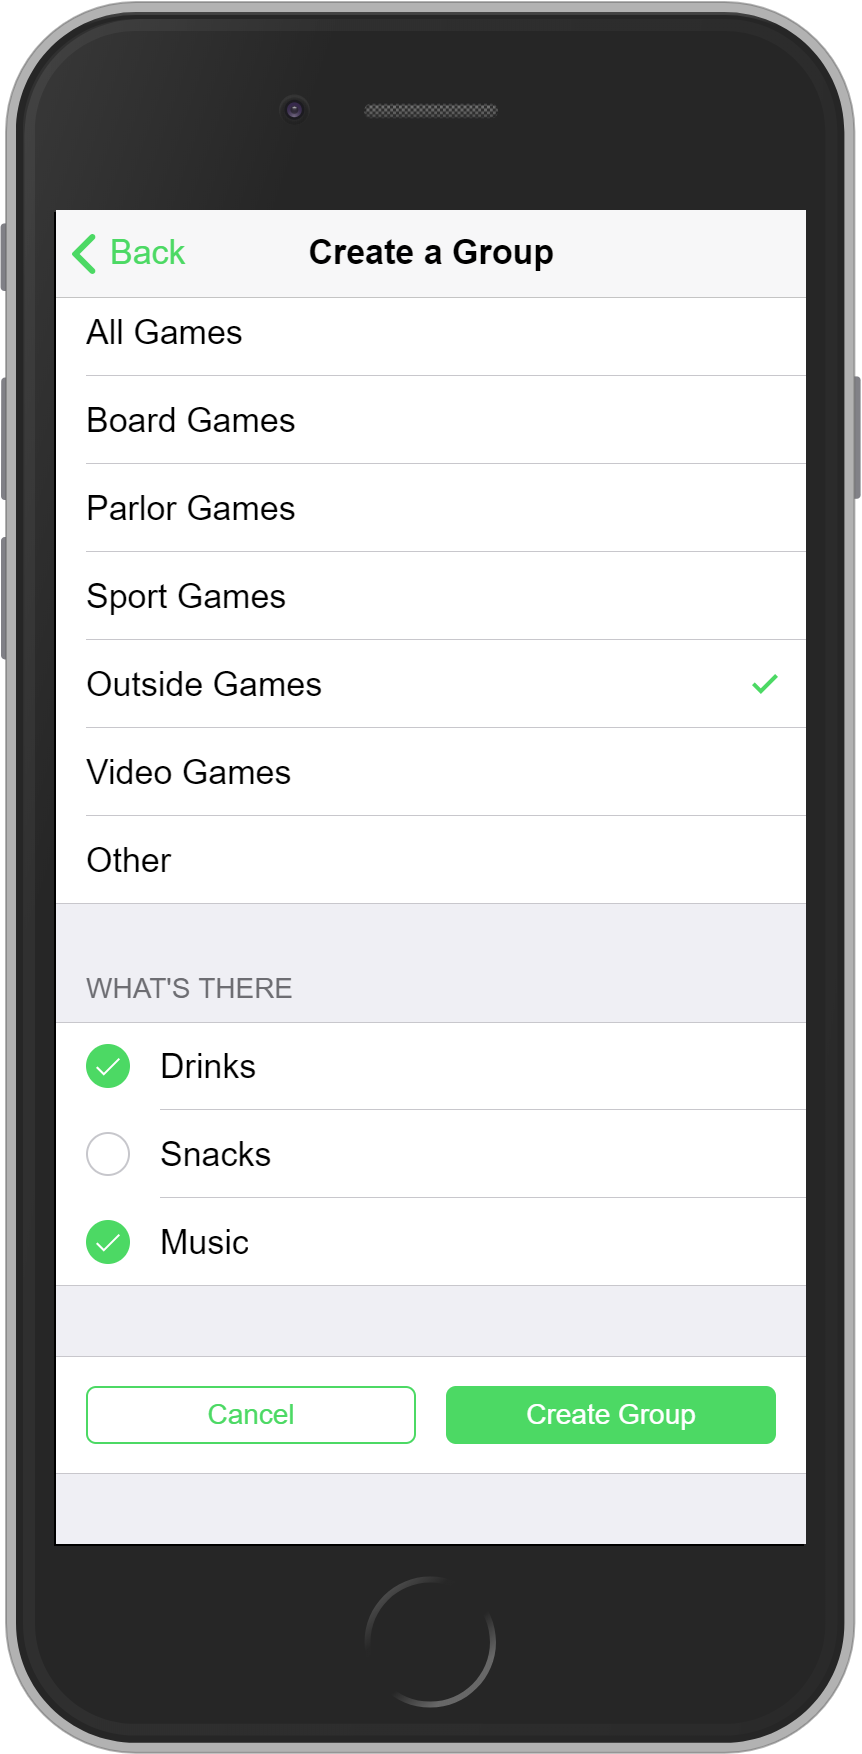 Back
Create a Group
All Games
Board Games
Parlor Games
Sport Games
Outside Games
Video Games
Other
WHAT'S THERE
Drinks
Snacks
Music
Cancel
Create Group